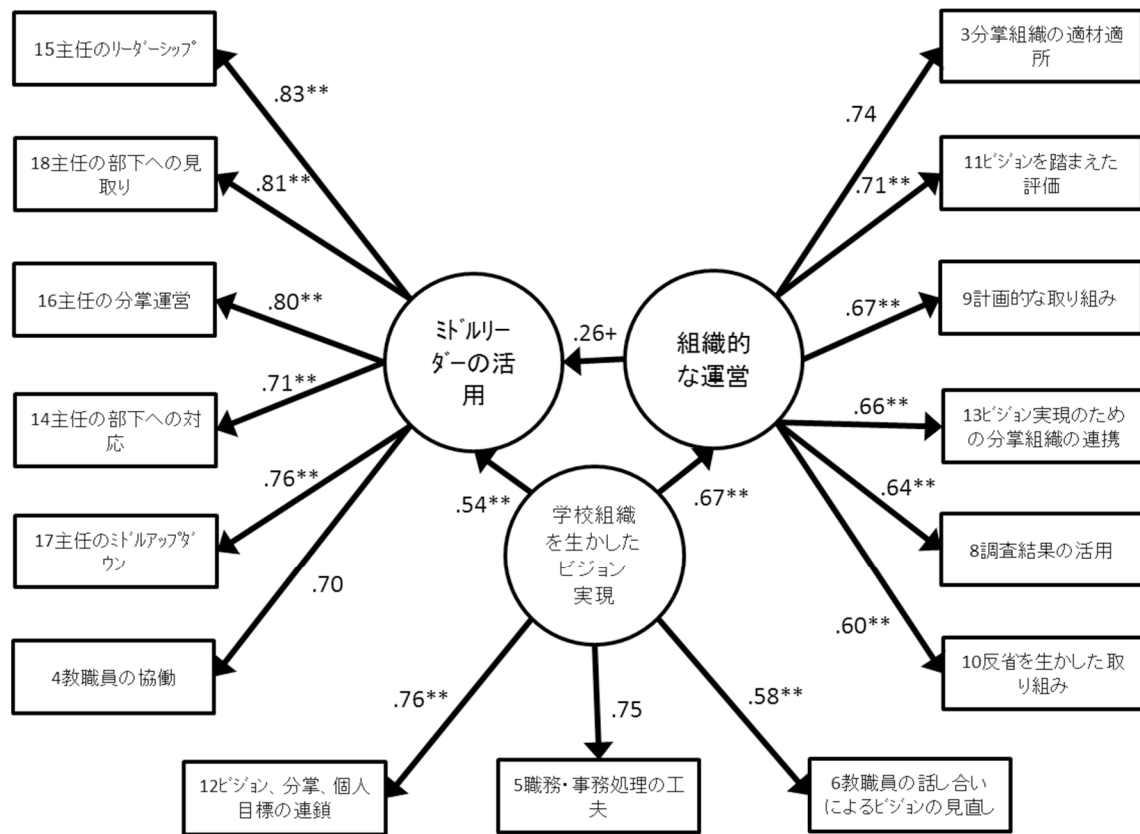 15主任のリーダーシップ
.83**
18主任の部下への見
取り
.81**
16主任の分掌運営
.80**
14主任の部下への対
応
.71**
17主任のミドルアップダ
ウン
.76**
4教職員の協働
.70
ミドルリー
ダーの活
用
.26+
組織的
な運営
.54**
.67**
学校組織
を生かした
ビジョン
実現
3分掌組織の適材適
所
.74
11ビジョンを踏まえた
評価
.71**
9計画的な取り組み
.67**
13ビジョン実現のため
の分掌組織の連携
.66**
8調査結果の活用
.64**
10反省を生かした取
り組み
.60**
12ビジョン、分掌、個人
目標の連鎖
.76**
5職務・事務処理の工
夫
.75
6教職員の話し合い
によるビジョンの見直し
.58**